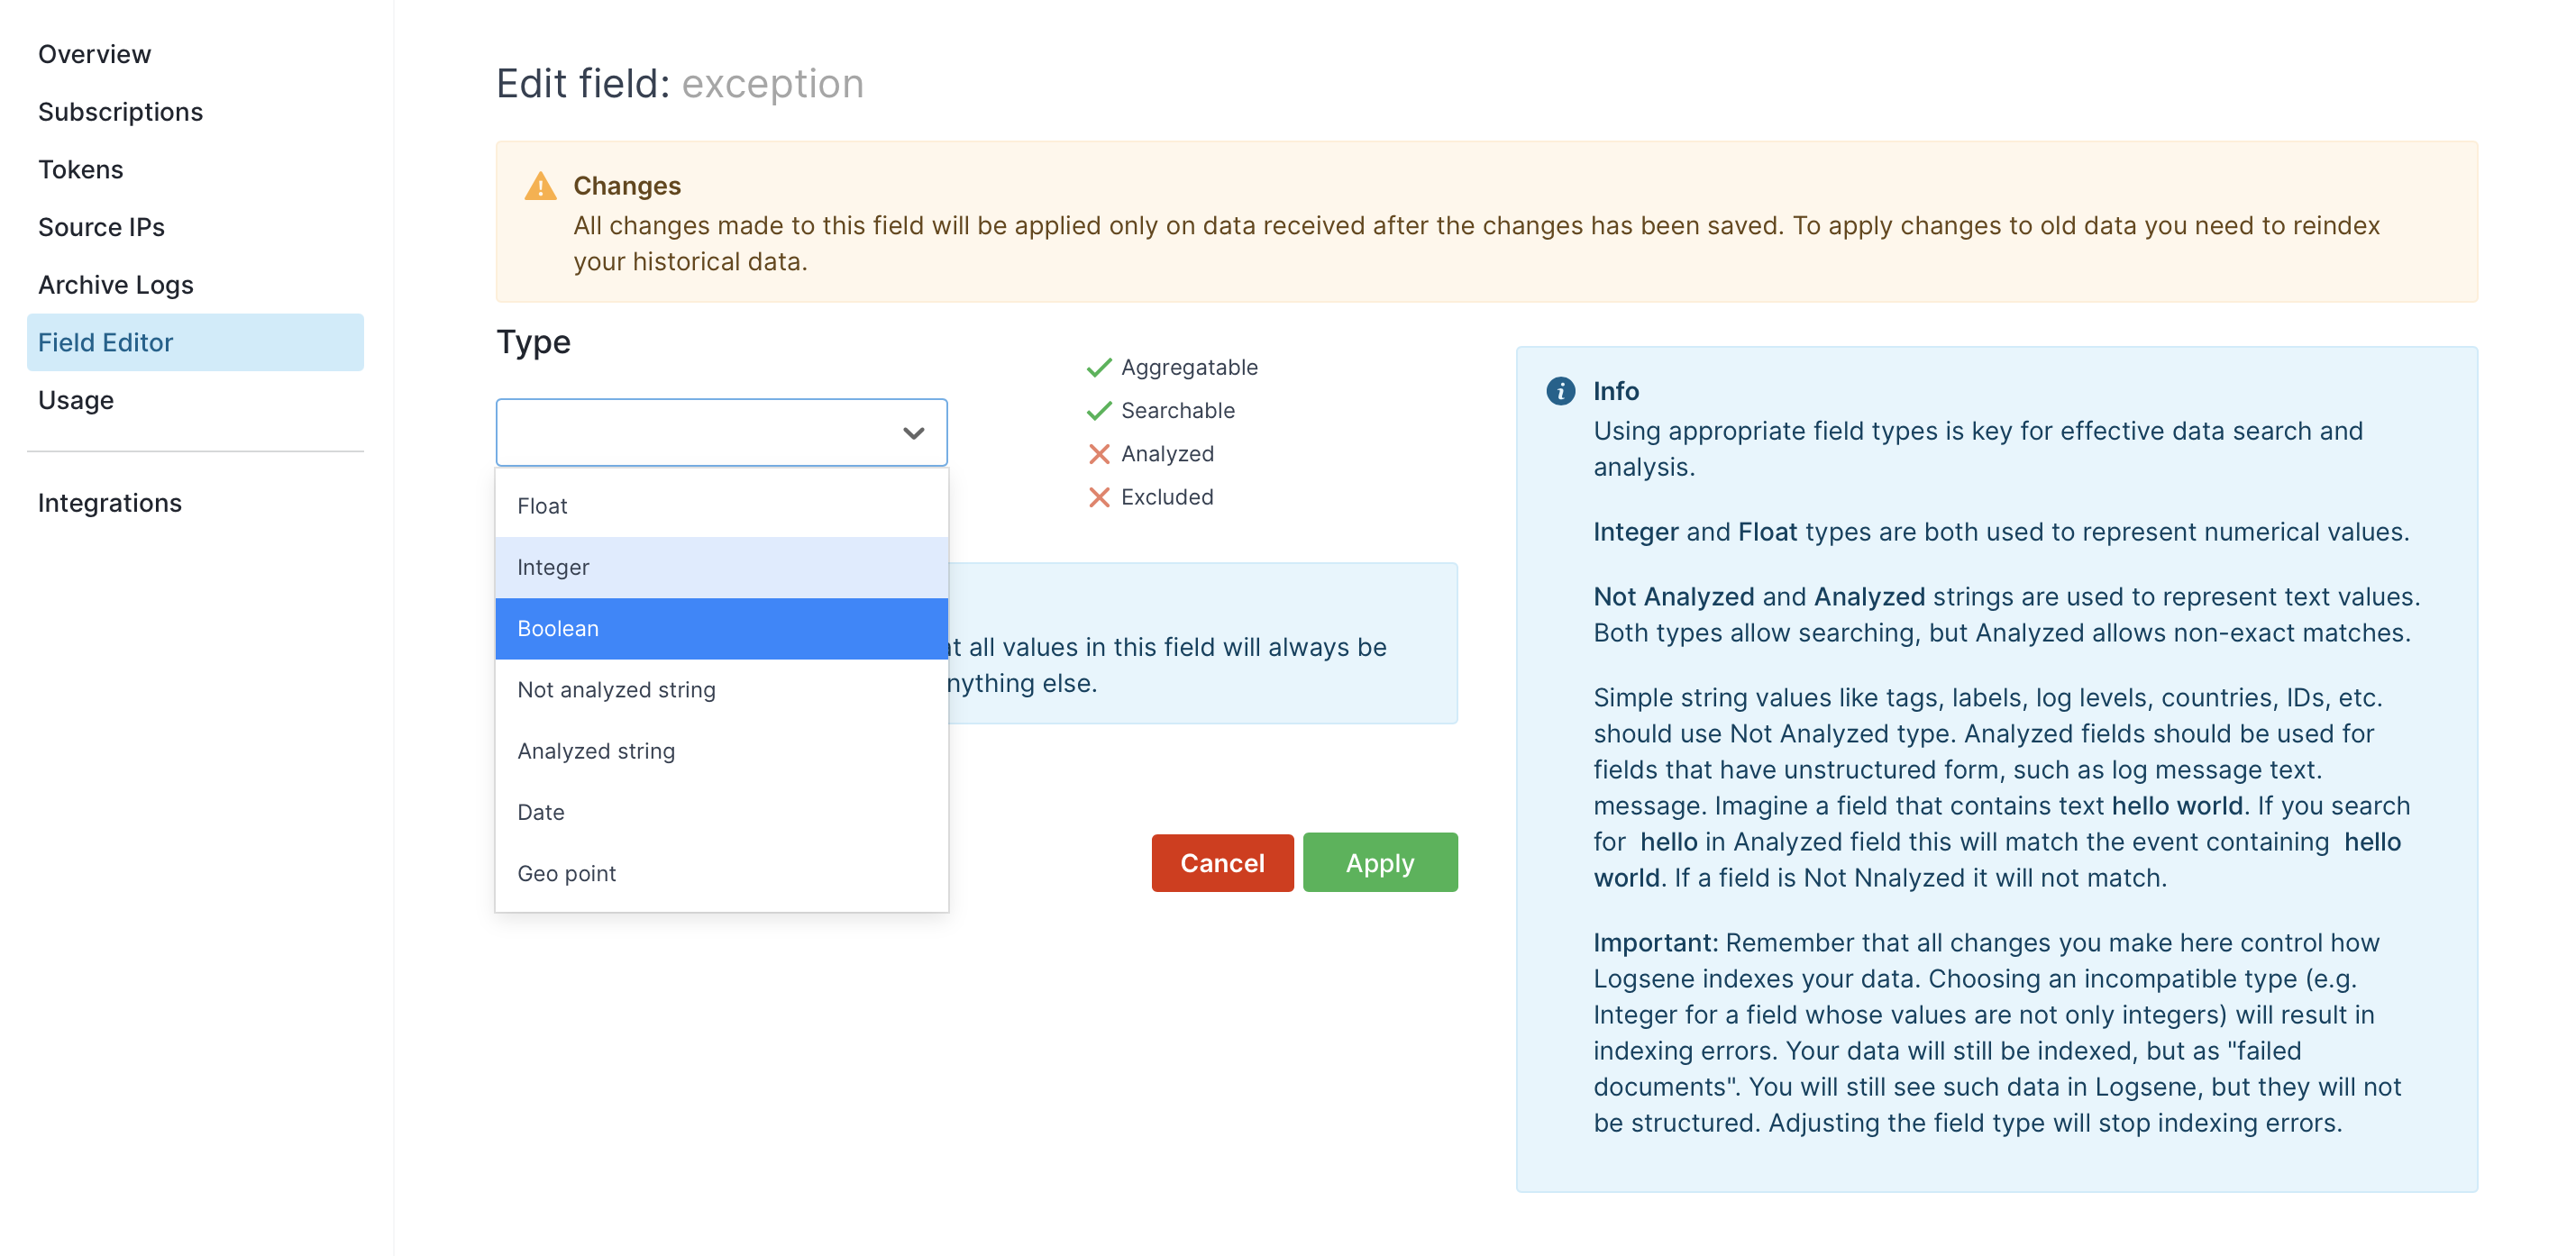 Overview
Subscriptions
Tokens
Source IPs
Archive Logs
Field Editor
Usage
Integrations
Edit field: exception
Changes
All changes made to this field will be applied only on data received after the changes has been saved. To apply changes to old data you need to reindex
your historical data.
Type
Float
Integer
Boolean
Not analyzed string
Analyzed string
Date
Geo point
Aggregatable
Searchable
Analyzed
Excluded
all values in this field will always be
else.
Cancel
Apply
Info
Using appropriate field types is key for effective data search and
analysis.
Integer and Float types are both used to represent numerical values.
Not Analyzed and Analyzed strings are used to represent text values.
Both types allow searching, but Analyzed allows non-exact matches.
Simple string values like tags, labels, log levels, countries, IDs, etc.
should use Not Analyzed type. Analyzed fields should be used for
fields that have unstructured form, such as log message text.
message. Imagine a field that contains text hello world. If you search
for hello in Analyzed field this will match the event containing hello
world. If a field is Not Nnalyzed it will not match.
Important: Remember that all changes you make here control how
Logsene indexes your data. Choosing an incompatible type (e.g.
Integer for a field whose values are not only integers) will result in
indexing errors. Your data will still be indexed, but as "failed
documents". You will still see such data in Logsene, but they will not
be structured. Adjusting the field type will stop indexing errors.